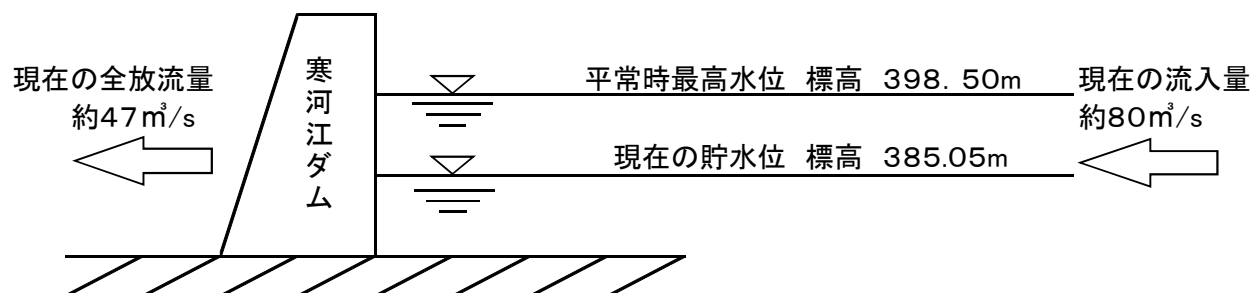 現在の全放流量
約47㎥/s
寒河江ダム
平常時最高水位 標高 398.50m
現在の貯水位 標高 385.05m
現在の流入量
約80㎥/s